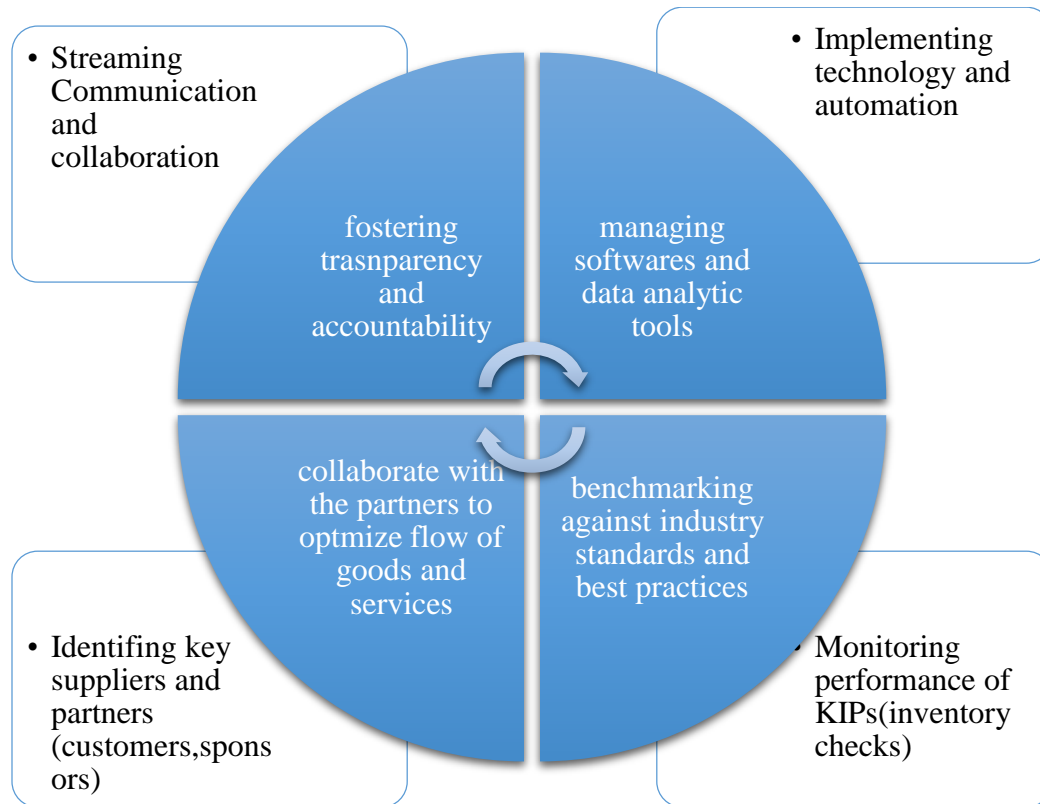 • Streaming
Communication
and
collaboration
• Implementing
technology and
automation
fostering
trasnparency
and
accountability
managing
softwares and
data analytic
tools
collaborate with
the partners to
optmize flow of
goods and
services
benchmarking
against industry
standards and
best practices
• Identifing key
suppliers and
partners
(customers,spons
ors)
• Monitoring
performance of
KIPs(inventory
checks)